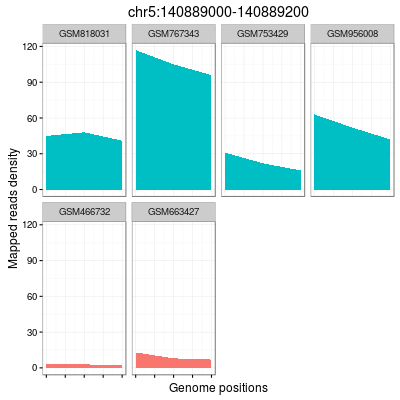 chr5:140889000-140889200
GSM818031 GSM767343 GSM753429 GSM956008
120
90
60
30
0
Mapped reads density
GSM466732 GSM663427
120
90
60
30
0
Genome positions